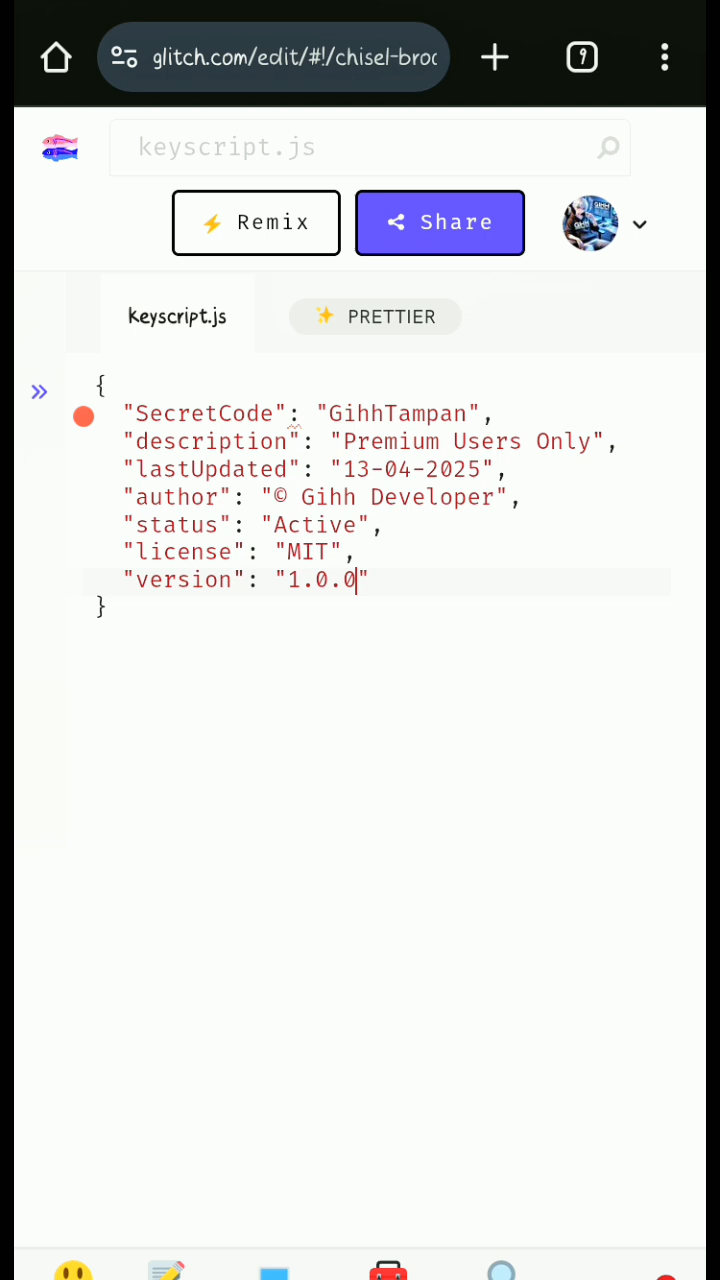 glitch.com/edit/#!/chisel-broc
9
keyscript.js
⚡ Remix
Share
keyscript.js
✨ PRETTIER
{
"SecretCode": "GihhTampan",
"description": "Premium Users Only",
"lastUpdated": "13-04-2025",
"author": "© Gihh Developer",
"status": "Active",
"license": "MIT",
"version": "1.0.0"
}